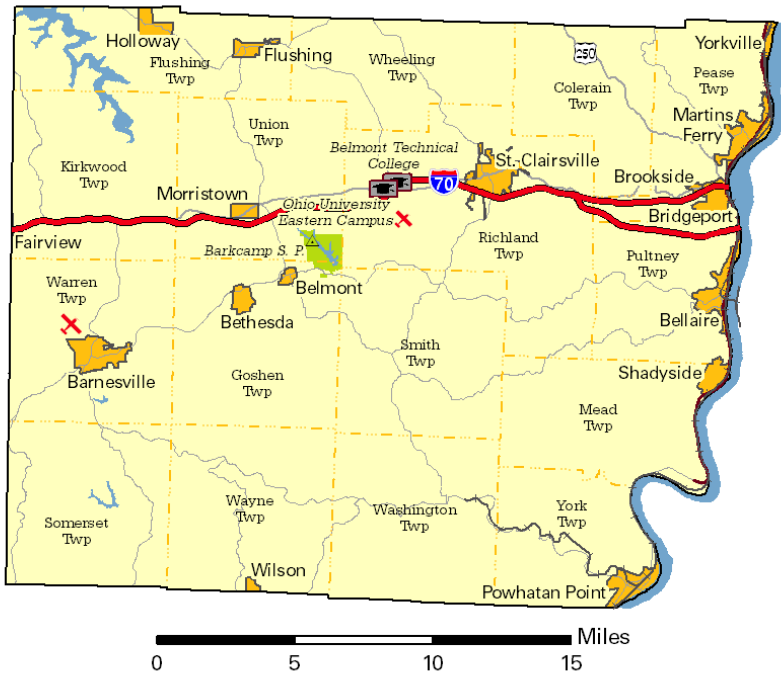 Holloway
Flushing
Twp
Flushing
Wheeling
Twp
250
Colerain
Twp
Yorkville
Pease
Twp
Martins
Ferry
Union
Twp
Kirkwood
Twp
Morristown
Belmont Technical
College
St. Clairsville
70
Brookside
Bridgeport
Ohio University
Eastern Campus
Fairview
Barkcamp S. P.
Richland
Twp
Pultney
Twp
Warren
Twp
Belmont
Bethesda
Bellaire
Smith
Twp
Barnesville
Goshen
Twp
Shadyside
Mead
Twp
Somerset
Twp
Wayne
Twp
Washington
Twp
York
Twp
Wilson
Powhatan Point
Miles
0 5 10 15